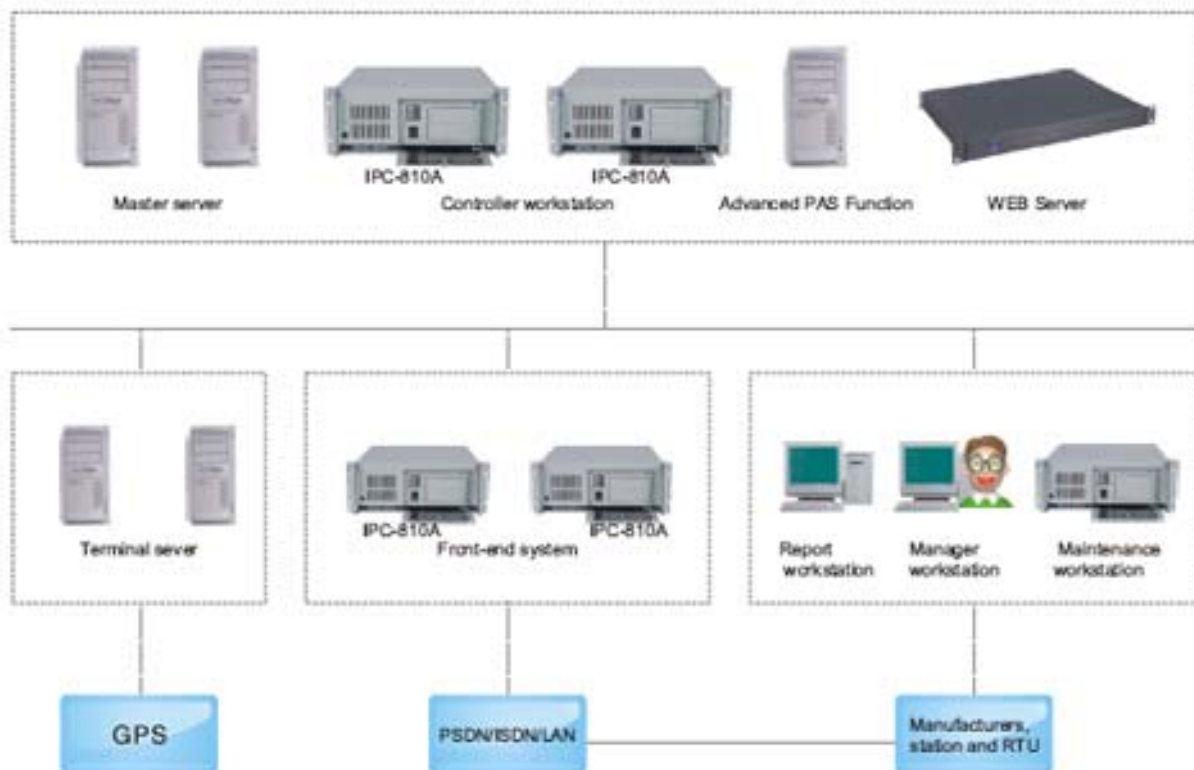 IPC-810A
IPC-810A
Master server
Controller workstation
Advanced PAS Function
WEB Server
IPC-810A
IPC-810A
Terminal sever
Front-end system
Report
workstation
Manager
workstation
Maintenance
workstation
GPS
PSDN/ISDN/LAN
Manufacturers,
station and RTU